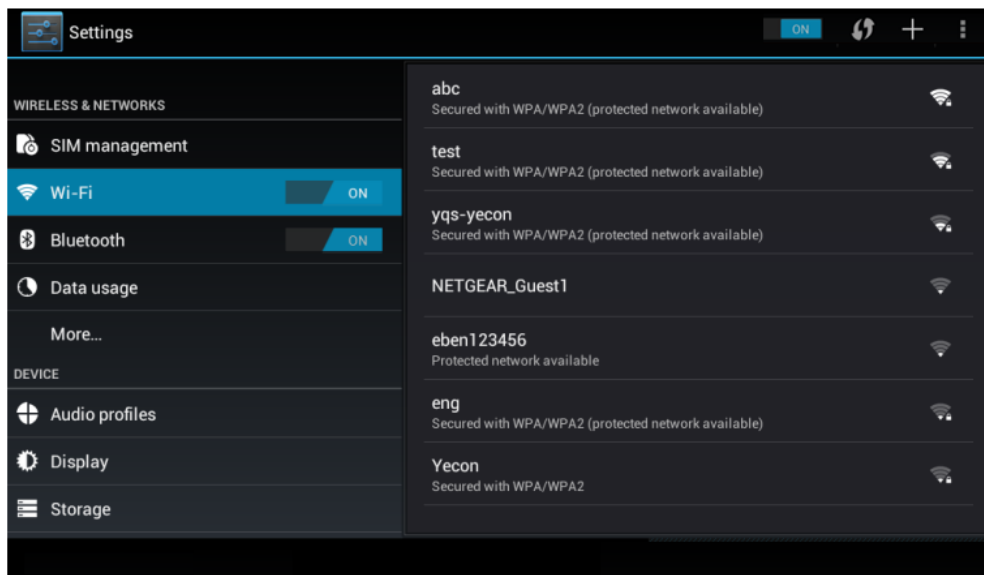 Settings
ON
WIRELESS & NETWORKS
SIM management
Wi-Fi
ON
Bluetooth
ON
Data usage
More...
DEVICE
Audio profiles
Display
Storage
abc
Secured with WPA/WPA2 (protected network available)
test
Secured with WPA/WPA2 (protected network available)
yqs-yecon
Secured with WPA/WPA2 (protected network available)
NETGEAR_Guest1
eben123456
Protected network available
eng
Secured with WPA/WPA2 (protected network available)
Yecon
Secured with WPA/WPA2